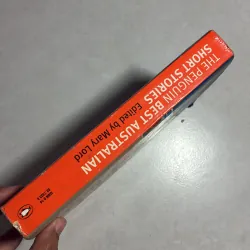 THE PENGUIN BEST AUSTRALIAN
SHORT STORIES
Edited by Mary Lord